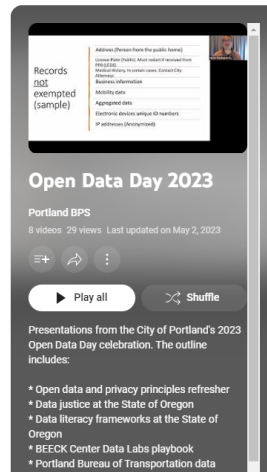 Records
not
exempted
(sample)
Address (Person from the public home)
License Plate (Public). Must redact if received from
PPB (LEDS).
Medical History, in certain cases. Contact City
Attorney.
Business information
Mobility data
Aggregated data
Electronic devices unique ID numbers
IP addresses (Anonymized)
Open Data Day 2023
Portland BPS
8 videos 29 views Last updated on May 2, 2023
Play all
Shuffle
Presentations from the City of Portland's 2023
Open Data Day celebration. The outline
includes:
* Open data and privacy principles refresher
* Data justice at the State of Oregon
* Data literacy frameworks at the State of
Oregon
* BEECK Center Data Labs playbook
* Portland Bureau of Transportation data